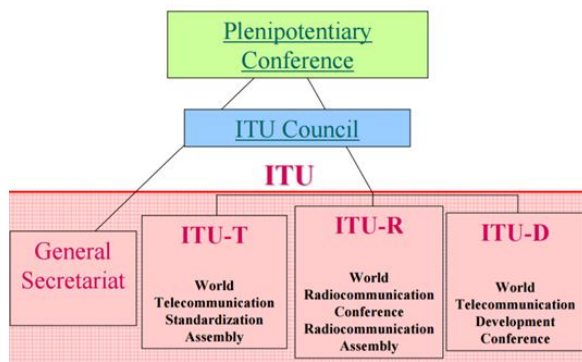 Plenipotentiary
Conference
ITU Council
ITU
General
Secretariat
ITU-T
World
Telecommunication
Standardization
Assembly
ITU-R
World
Radiocommunication
Conference
Radiocommunication
Assembly
ITU-D
World
Telecommunication
Development
Conference